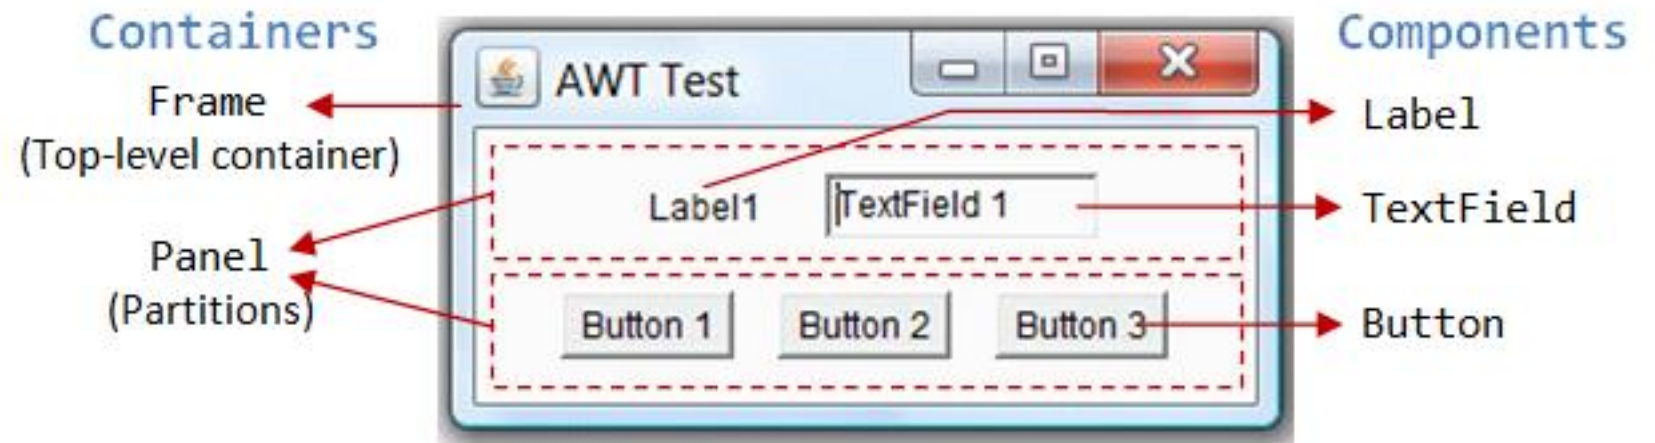 Containers
Frame
(Top-level container)
Panel
(Partitions)
AWT Test
Label1
TextField 1
Button 1
Button 2
Button 3
Components
Label
TextField
Button